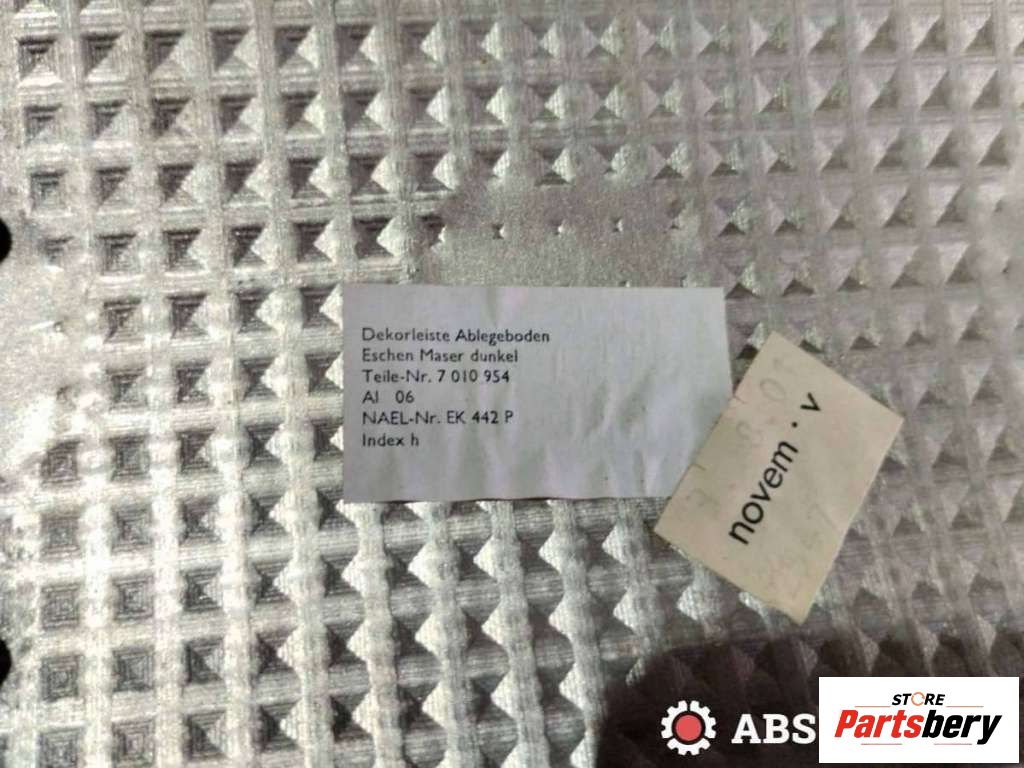 Dekorleiste Ablegeboden
Eschen Maser dunkel
Teile-Nr. 7 010 954
AI 06
NAEL-Nr. EK 442 P
Index h
novem · v
ABS
STORE
Partsbery